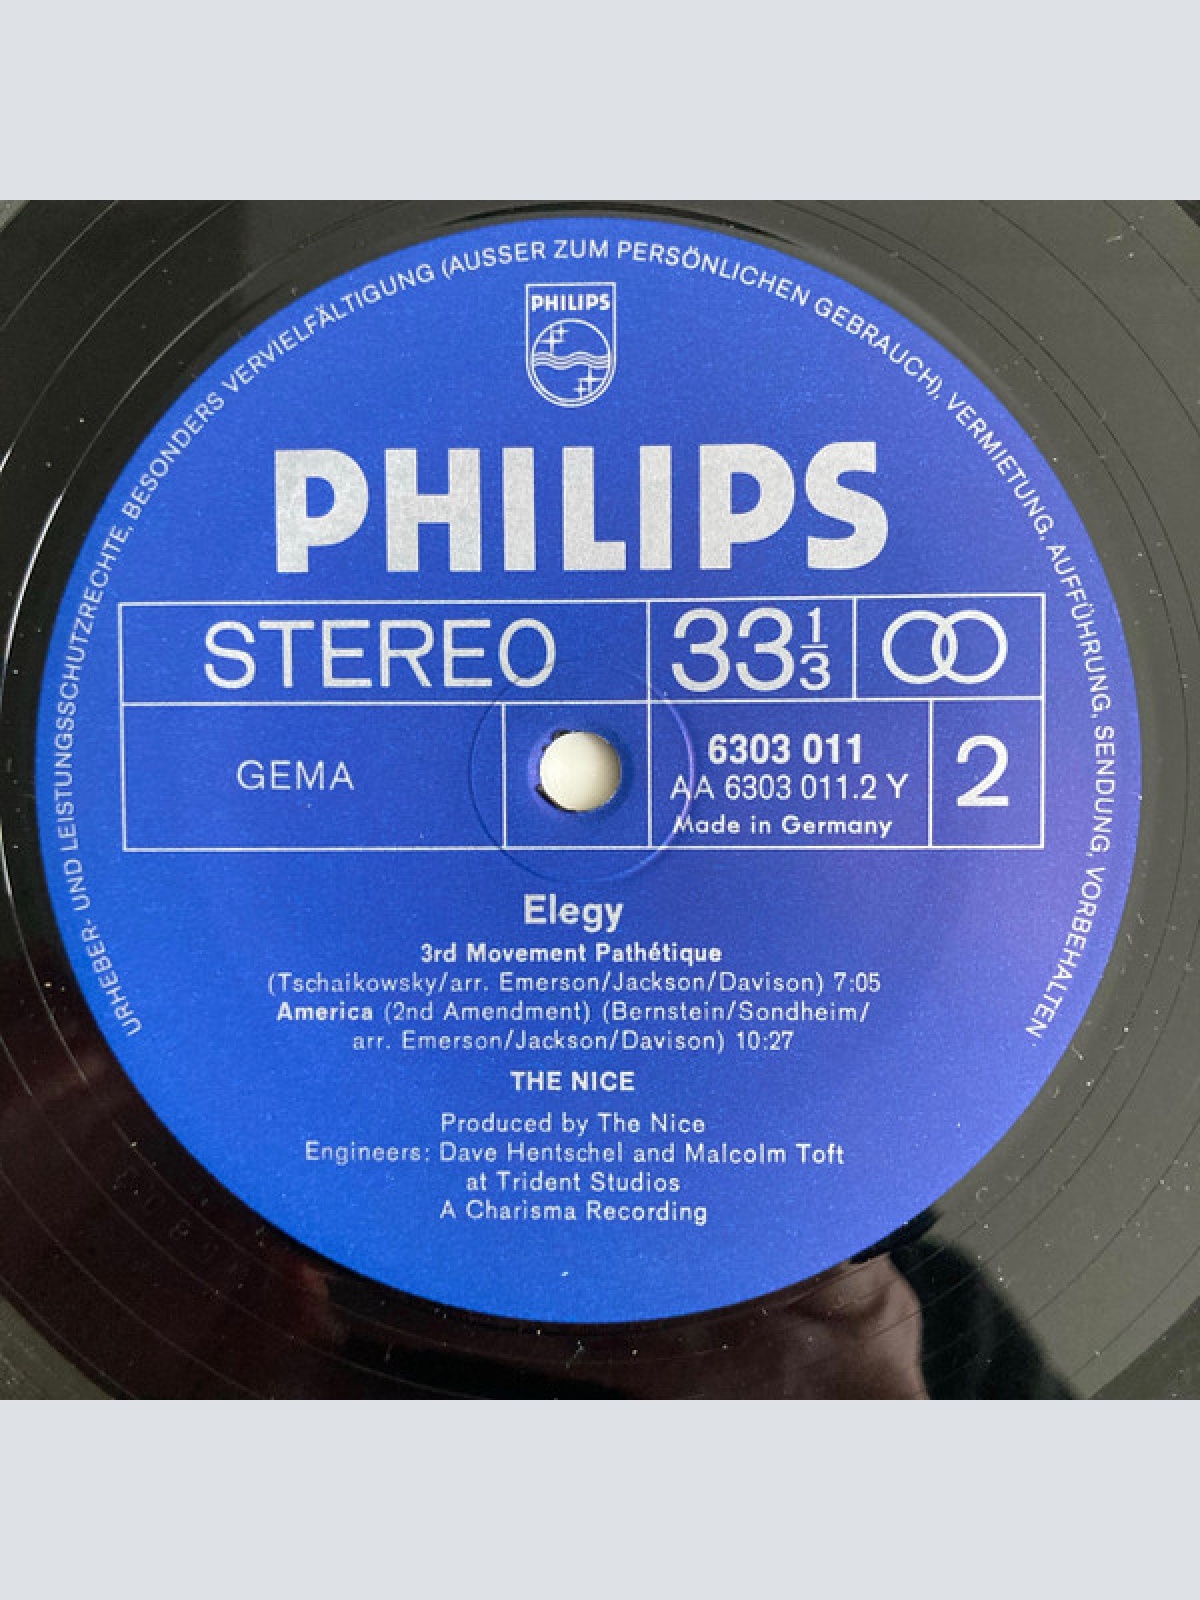 URHEBER- UND LEISTUNGSSCHUTZRECHTE, BESONDERS VERVIELFÄLTIGUNG (AUSSER ZUM PERSÖNLICHEN GEBRAUCH), VERMIETUNG, AUFFÜHRUNG, SENDUNG, VORBEHALTEN
PHILIPS
PHILIPS
STEREO 33 1/3
GEMA
6303 011
AA 6303 011.2 Y
Made in Germany
2
Elegy
3rd Movement Pathétique
(Tschaikowsky/arr. Emerson/Jackson/Davison) 7:05
America (2nd Amendment) (Bernstein/Sondheim/
arr. Emerson/Jackson/Davison) 10:27
THE NICE
Produced by The Nice
Engineers: Dave Hentschel and Malcolm Toft
at Trident Studios
A Charisma Recording